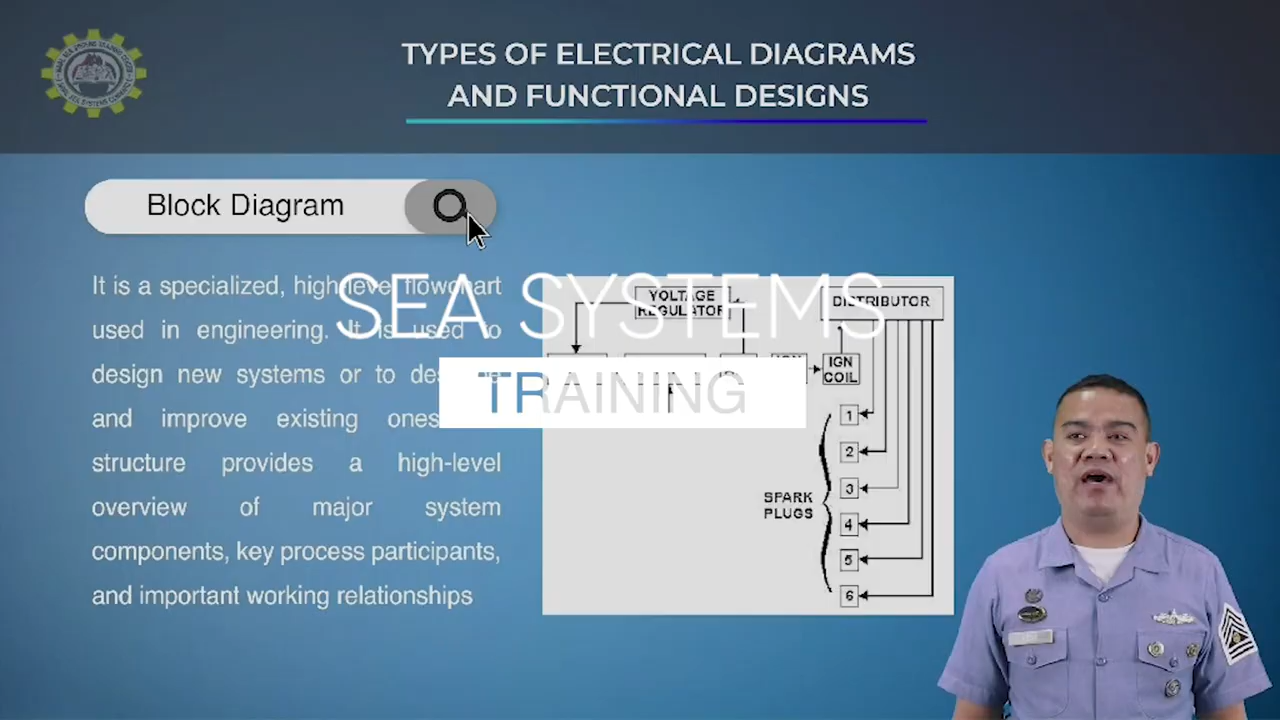 TYPES OF ELECTRICAL DIAGRAMS
AND FUNCTIONAL DESIGNS
Block Diagram
It is a specialized, high-level flowchart
used in engineering. It is used to
design new systems or to
and improve existing ones
structure provides a high-level
overview of major system
components, key process participants,
and important working relationships
SEA SYSTEMS
TRAINING
VOLTAGE
REGULATOR
DISTRIBUTOR
IGN
COIL
1
2
3
4
5
6
SPARK
PLUGS